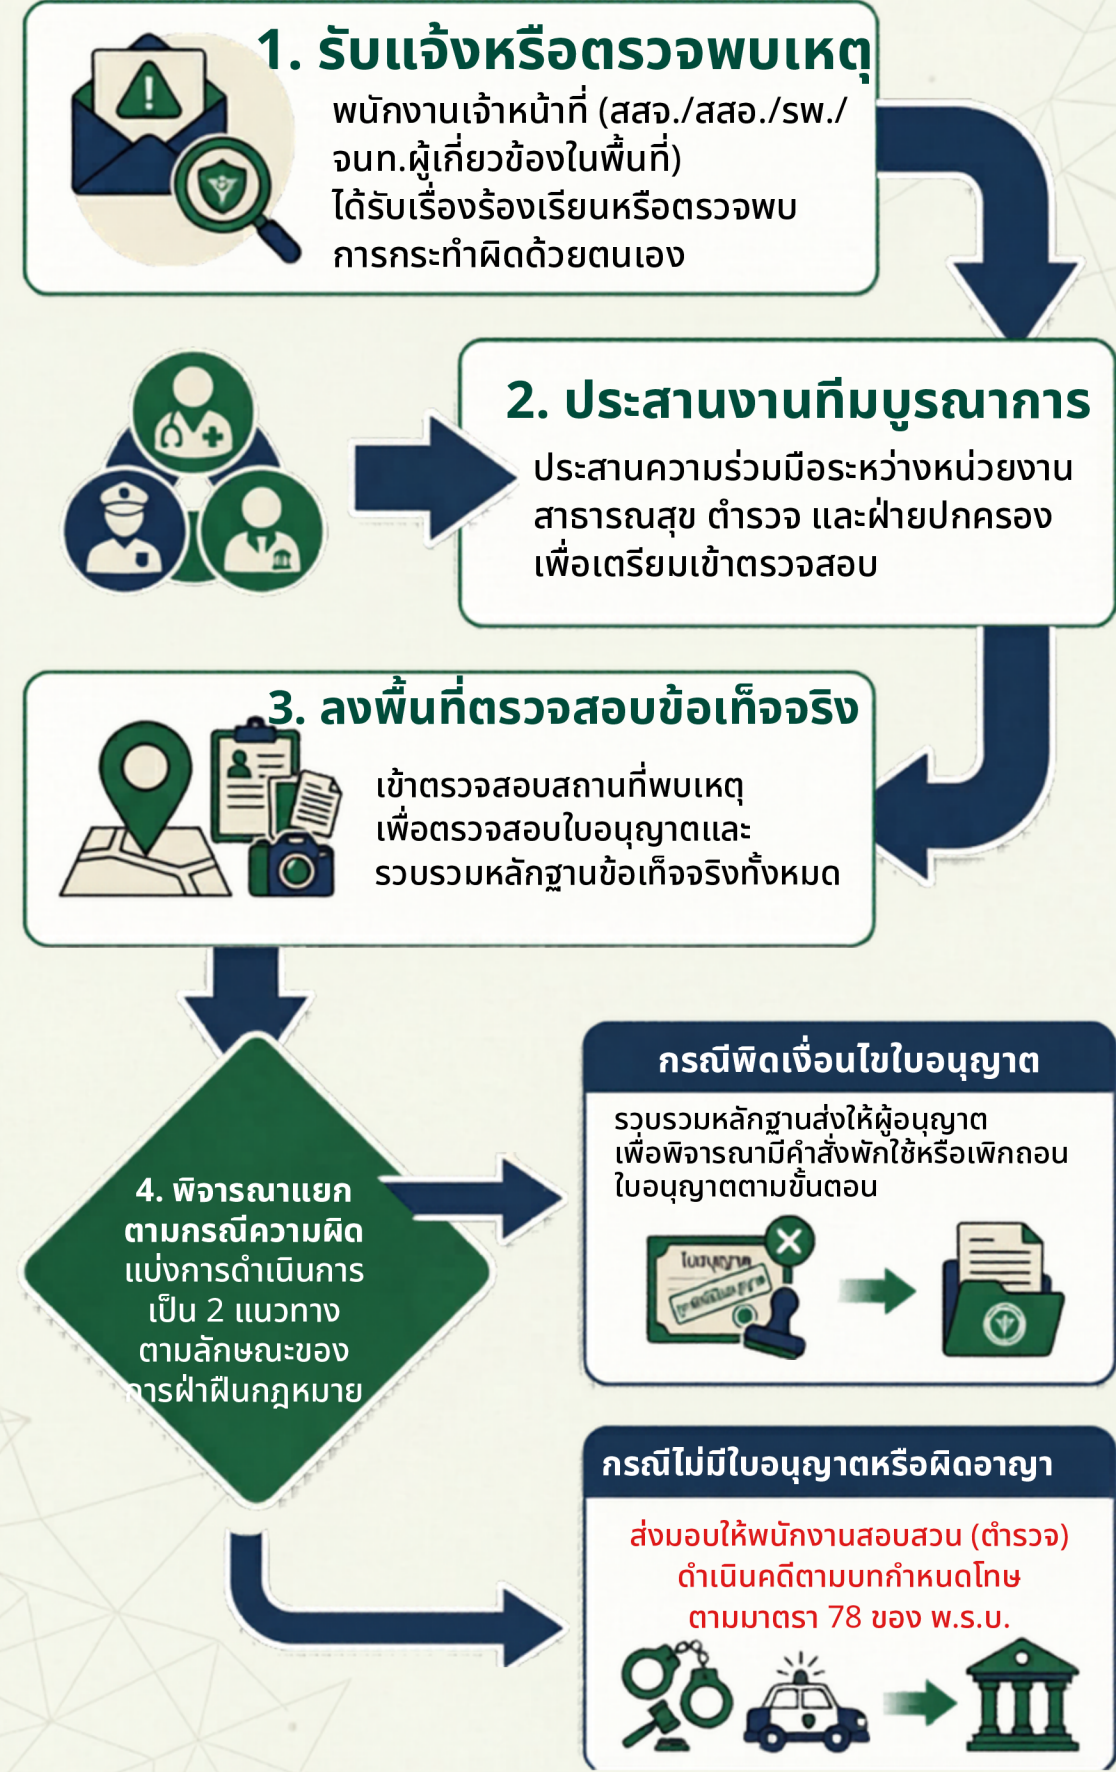 1. รับแจ้งหรือตรวจพบเหตุ
พนักงานเจ้าหน้าที่ (สสจ./สสอ./รพ./
จนท.ผู้เกี่ยวข้องในพื้นที่)
ได้รับเรื่องร้องเรียนหรือตรวจพบ
การกระทำผิดด้วยตนเอง
2. ประสานงานทีมบูรณาการ
ประสานความร่วมมือระหว่างหน่วยงาน
สาธารณสุข ตำรวจ และฝ่ายปกครอง
เพื่อเตรียมเข้าตรวจสอบ
3. ลงพื้นที่ตรวจสอบข้อเท็จจริง
เข้าตรวจสอบสถานที่พบเหตุ
เพื่อตรวจสอบใบอนุญาตและ
รวบรวมหลักฐานข้อเท็จจริงทั้งหมด
4. พิจารณาแยก
ตามกรณีความผิด
แบ่งการดำเนินการ
เป็น 2 แนวทาง
ตามลักษณะของ
การฝ่าฝืนกฎหมาย
กรณีผิดเงื่อนไขใบอนุญาต
รวบรวมหลักฐานส่งให้ผู้อนุญาต
เพื่อพิจารณามีคำสั่งพักใช้หรือเพิกถอน
ใบอนุญาตตามขั้นตอน
กรณีไม่มีใบอนุญาตหรือผิดอาญา
ส่งมอบให้พนักงานสอบสวน (ตำรวจ)
ดำเนินคดีตามบทกำหนดโทษ
ตามมาตรา 78 ของ พ.ร.บ.